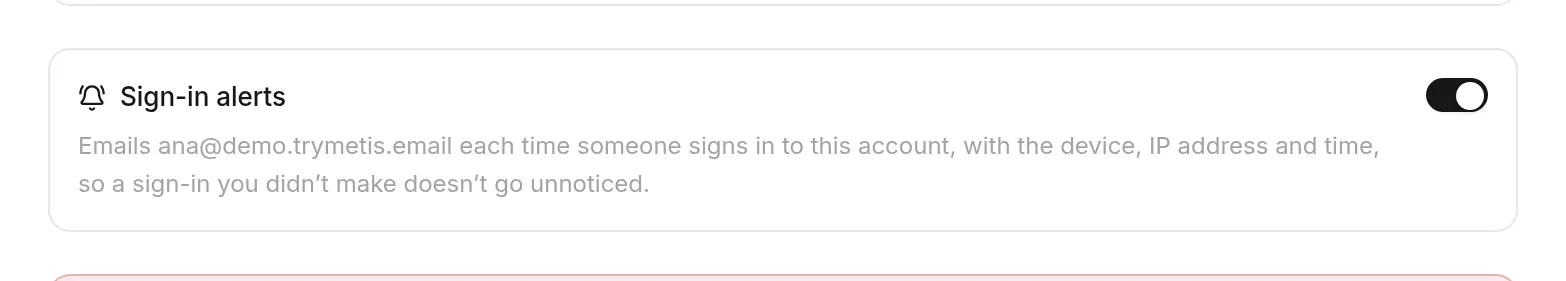 Sign-in alerts
Emails ana@demo.trymetis.email each time someone signs in to this account, with the device, IP address and time,
so a sign-in you didn’t make doesn’t go unnoticed.